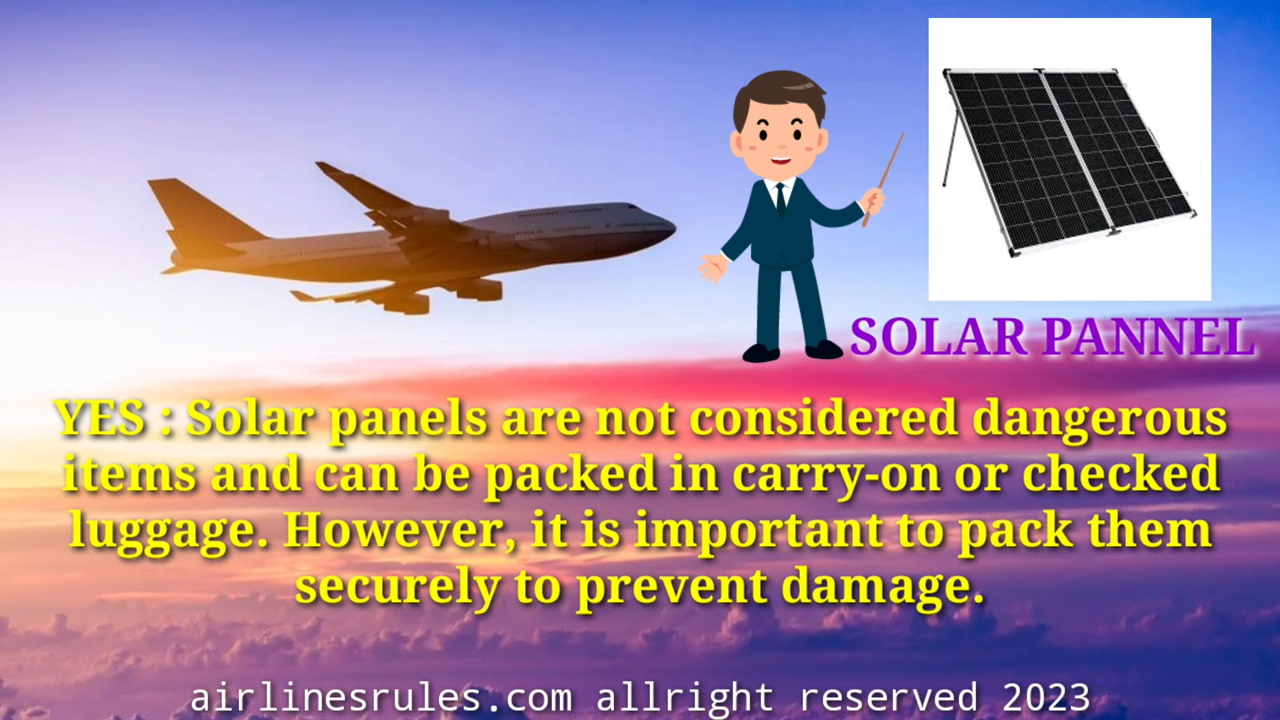 SOLAR PANNEL
YES : Solar panels are not considered dangerous
items and can be packed in carry-on or checked
luggage. However, it is important to pack them
securely to prevent damage.
airlinesrules.com allright reserved 2023